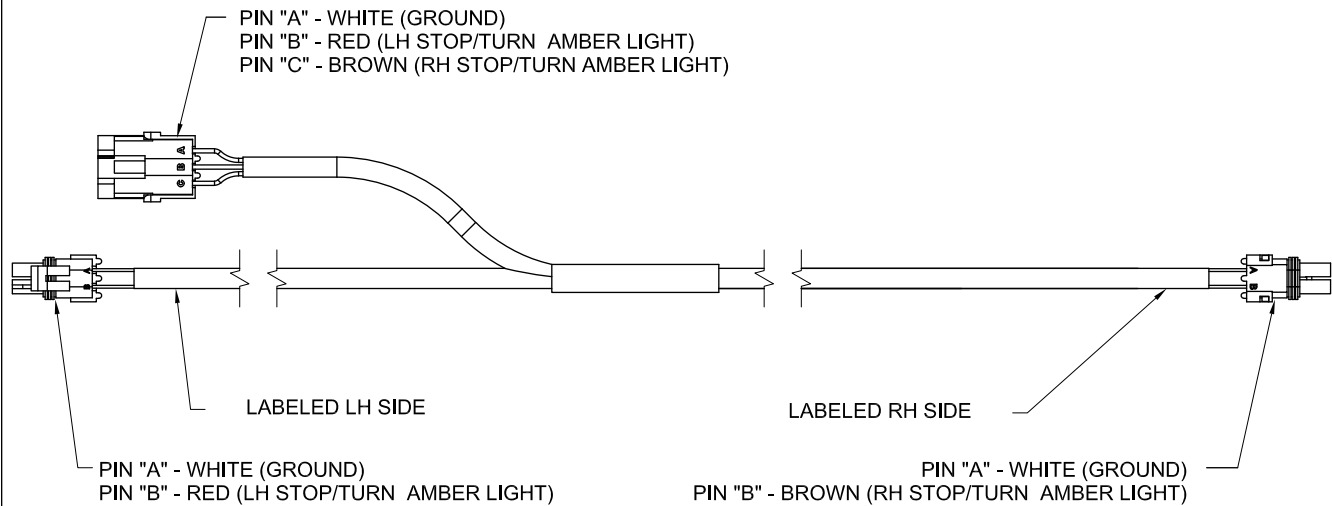 PIN "A" - WHITE (GROUND)
PIN "B" - RED (LH STOP/TURN AMBER LIGHT)
PIN "C" - BROWN (RH STOP/TURN AMBER LIGHT)
A
B
C
A
B
A
B
LABELED LH SIDE
LABELED RH SIDE
PIN "A" - WHITE (GROUND)
PIN "B" - RED (LH STOP/TURN AMBER LIGHT)
PIN "A" - WHITE (GROUND)
PIN "B" - BROWN (RH STOP/TURN AMBER LIGHT)